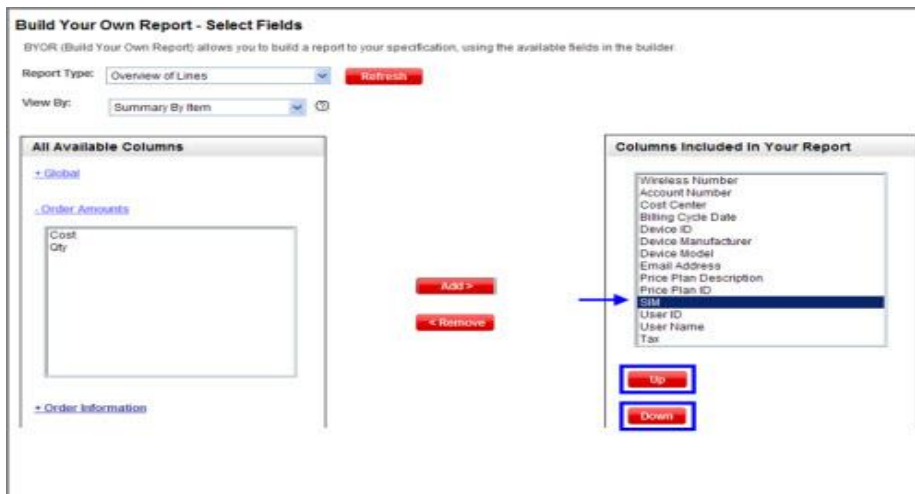 Build Your Own Report - Select Fields
BYOR (Build Your Own Report) allows you to build a report to your specification, using the available fields in the builder.
Report Type: Overview of Lines Refresh
View By: Summary By Item
All Available Columns
+ Global
- Order Amounts
Cost
Qty
+ Order Information
Add >
< Remove
Columns Included In Your Report
Wireless Number
Account Number
Cost Center
Billing Cycle Date
Device ID
Device Manufacturer
Device Model
Email Address
Price Plan Description
Price Plan ID
SIM
User ID
User Name
Tax
Up
Down